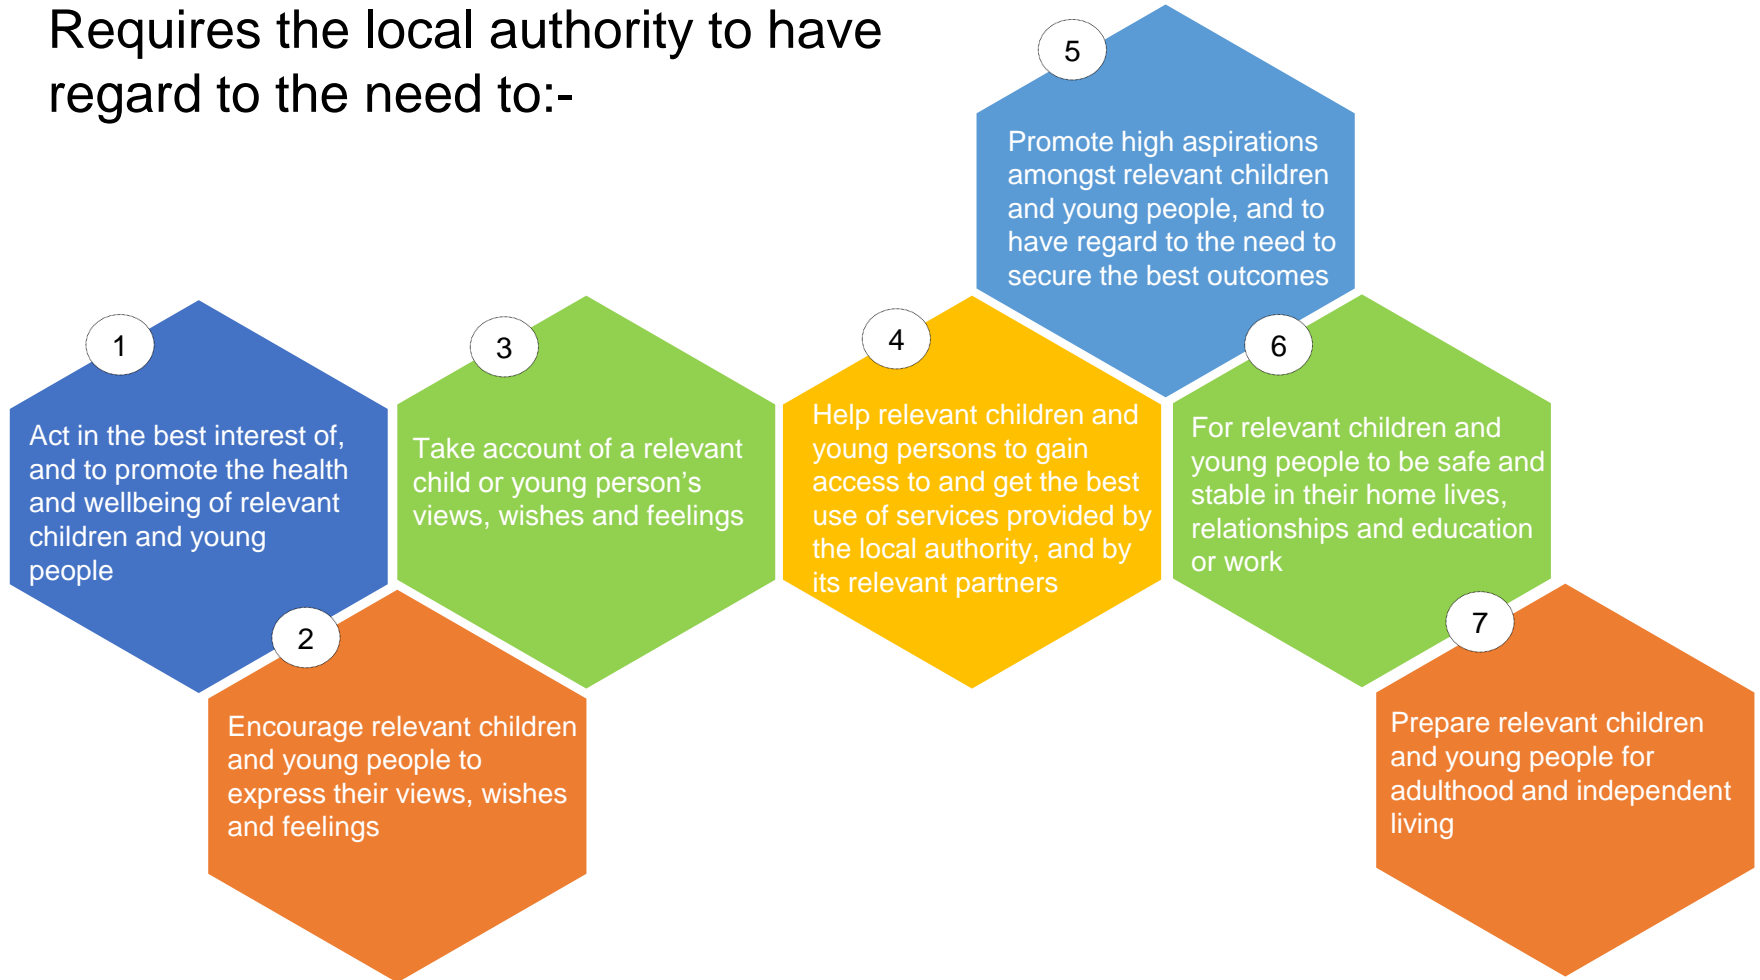 Requires the local authority to have
regard to the need to:-
1
Act in the best interest of,
and to promote the health
and wellbeing of relevant
children and young
people
2
Encourage relevant children
and young people to
express their views, wishes
and feelings
3
Take account of a relevant
child or young person’s
views, wishes and feelings
4
Help relevant children and
young persons to gain
access to and get the best
use of services provided by
the local authority, and by
its relevant partners
5
Promote high aspirations
amongst relevant children
and young people, and to
have regard to the need to
secure the best outcomes
6
For relevant children and
young people to be safe and
stable in their home lives,
relationships and education
or work
7
Prepare relevant children
and young people for
adulthood and independent
living